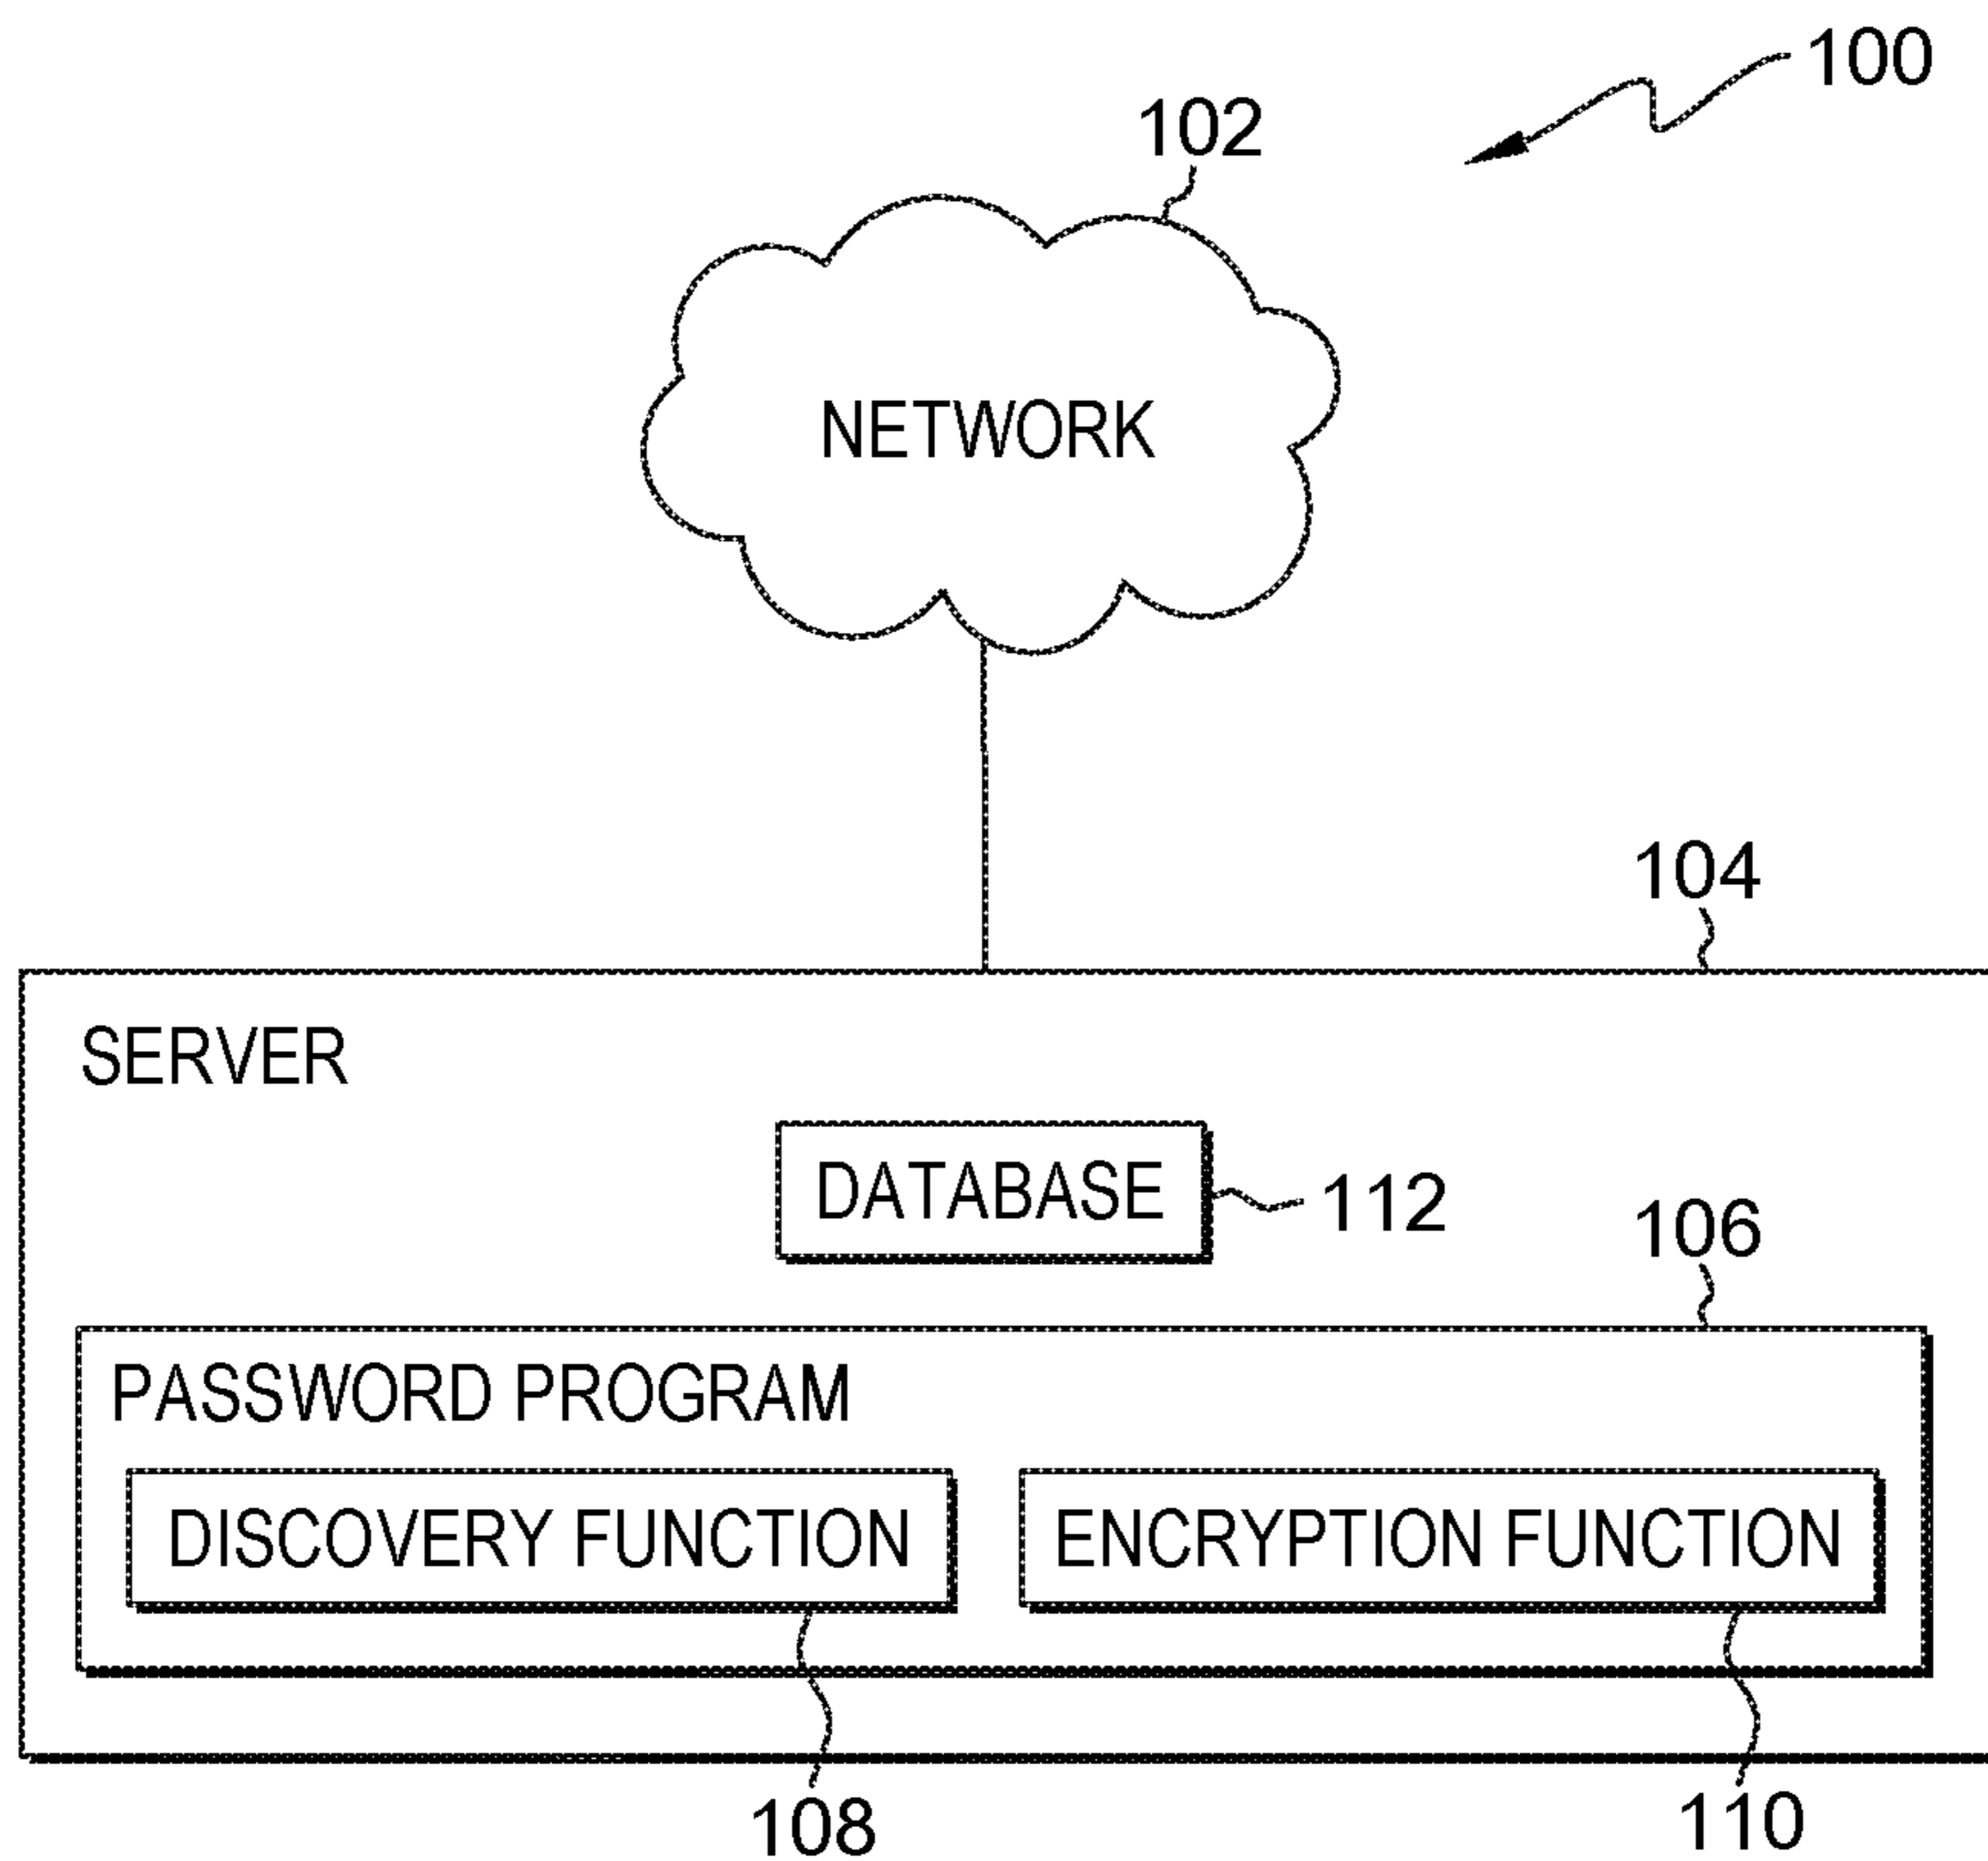 100
102
NETWORK
104
SERVER
DATABASE
112
106
PASSWORD PROGRAM
DISCOVERY FUNCTION
ENCRYPTION FUNCTION
108
110